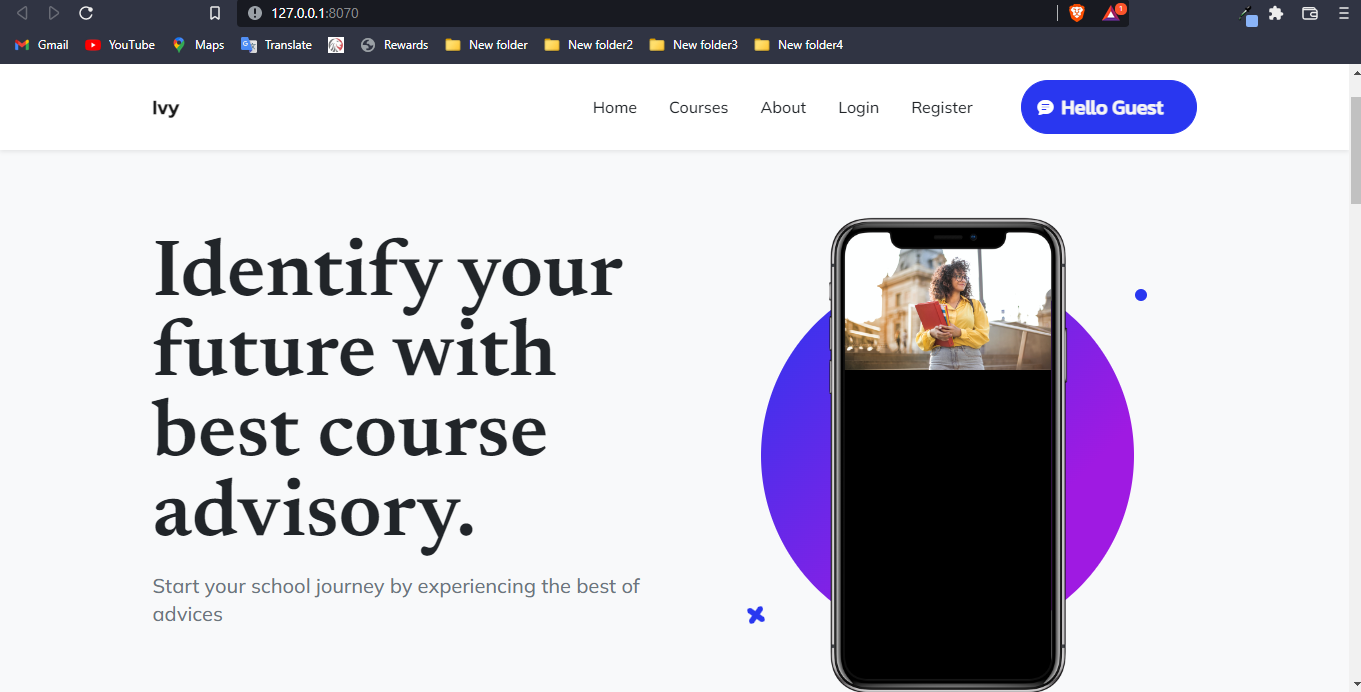 127.0.0.1:8070
1
Gmail YouTube Maps Translate Rewards New folder New folder2 New folder3 New folder4
Ivy Home Courses About Login Register Hello Guest
Identify your
future with
best course
advisory.
Start your school journey by experiencing the best of
advices